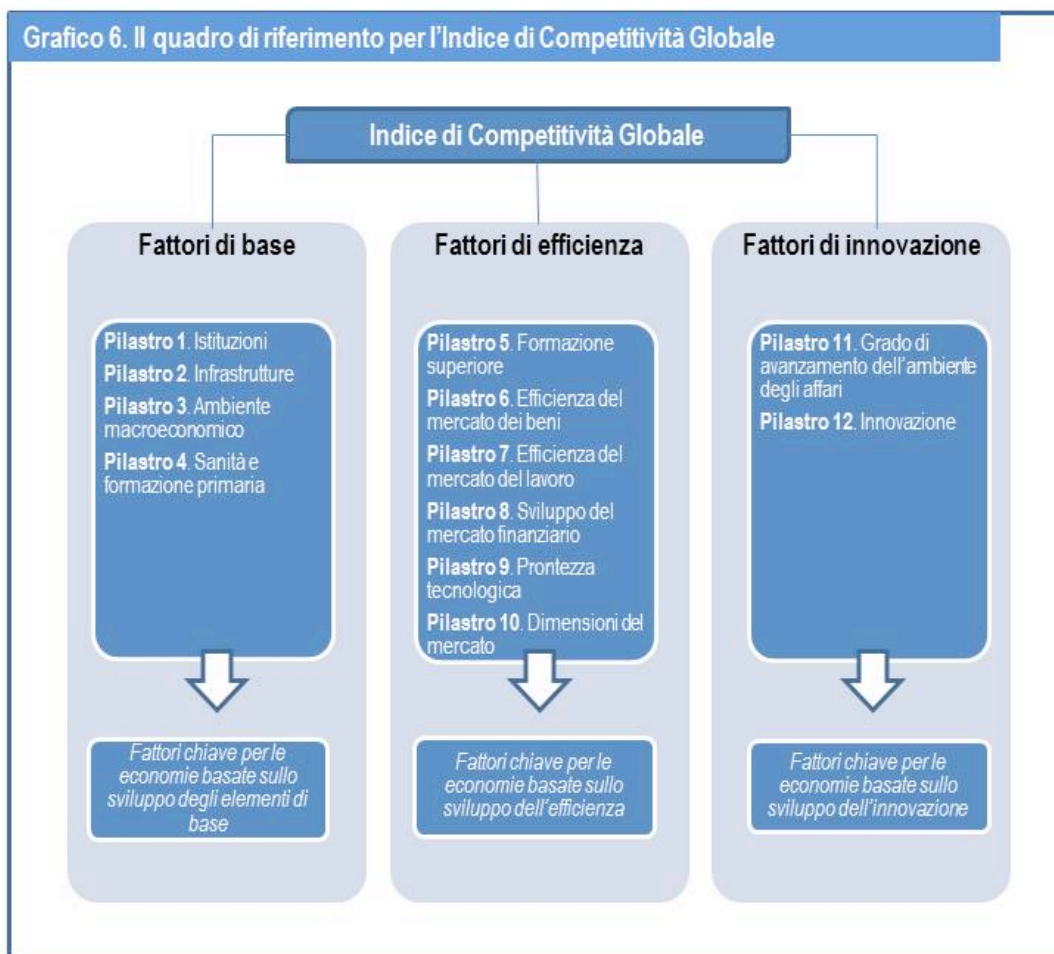 Grafico 6. Il quadro di riferimento per l'Indice di Competitività Globale
Indice di Competitività Globale
Fattori di base
Pilastro 1. Istituzioni
Pilastro 2. Infrastrutture
Pilastro 3. Ambiente
macroeconomico
Pilastro 4. Sanità e
formazione primaria
Fattori chiave per le
economie basate sullo
sviluppo degli elementi di
base
Fattori di efficienza
Pilastro 5. Formazione
superiore
Pilastro 6. Efficienza del
mercato dei beni
Pilastro 7. Efficienza del
mercato del lavoro
Pilastro 8. Sviluppo del
mercato finanziario
Pilastro 9. Prontezza
tecnologica
Pilastro 10. Dimensioni del
mercato
Fattori chiave per le
economie basate sullo
sviluppo dell'efficienza
Fattori di innovazione
Pilastro 11. Grado di
avanzamento dell'ambiente
degli affari
Pilastro 12. Innovazione
Fattori chiave per le
economie basate sullo
sviluppo dell'innovazione